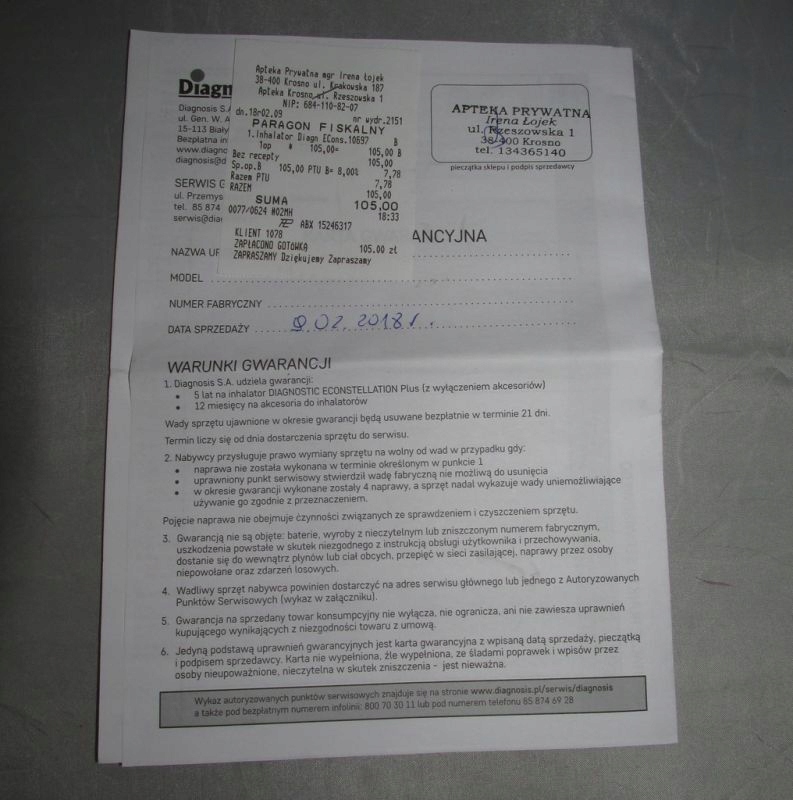 Apteka Prywatna mgr Irena Łojek
38-400 Krosno ul. Krakowska 187
Apteka Krosno ul. Rzeszowska 1
NIP: 684-110-82-07
dn.18r02.09 nr wydr.2151
PARAGON FISKALNY
1.Inhalator Diagn ECons.10697 B
1op * 105,00= 105,00 B
Bez recepty 105,00
Sp.op.B 105,00 PTU B= 8,00% 7,78
Razem PTU 7,78
RAZEM 105,00
SUMA 105,00
0077/0624 #02MH 18:33
ABX 15246317
KLIENT 1078
ZAPŁACONO GOTÓWKĄ 105.00 zł
ZAPRASZAMY Dziękujemy Zapraszamy
Diagn
Diagnosis S.A
ul. Gen. W. A
15-113 Biały
Bezpłatna in
www.diagno
diagnosis@d
SERWIS G
ul. Przemys
tel. 85 874
serwis@dia
APTEKA PRYWATNA
Irena Łojek
ul. Rzeszowska 1
38-400 Krosno
tel. 134365140
pieczątka sklepu i podpis sprzedawcy
ANCYJNA
NAZWA UR
MODEL
NUMER FABRYCZNY
DATA SPRZEDAŻY 9.02.2018r.
WARUNKI GWARANCJI
1. Diagnosis S.A. udziela gwarancji:
• 5 lat na inhalator DIAGNOSTIC ECONSTELLATION Plus (z wyłączeniem akcesoriów)
• 12 miesięcy na akcesoria do inhalatorów
Wady sprzętu ujawnione w okresie gwarancji będą usuwane bezpłatnie w terminie 21 dni.
Termin liczy się od dnia dostarczenia sprzętu do serwisu.
2. Nabywcy przysługuje prawo wymiany sprzętu na wolny od wad w przypadku gdy:
• naprawa nie została wykonana w terminie określonym w punkcie 1
• uprawniony punkt serwisowy stwierdził wadę fabryczną nie możliwą do usunięcia
• w okresie gwarancji wykonane zostały 4 naprawy, a sprzęt nadal wykazuje wady uniemożliwiające
używanie go zgodnie z przeznaczeniem.
Pojęcie naprawa nie obejmuje czynności związanych ze sprawdzeniem i czyszczeniem sprzętu.
3. Gwarancją nie są objęte: baterie, wyroby z nieczytelnym lub zniszczonym numerem fabrycznym,
uszkodzenia powstałe w skutek niezgodnego z instrukcją obsługi użytkownika i przechowywania,
dostanie się do wewnątrz płynów lub ciał obcych, przepięć w sieci zasilającej, naprawy przez osoby
niepowołane oraz zdarzeń losowych.
4. Wadliwy sprzęt nabywca powinien dostarczyć na adres serwisu głównego lub jednego z Autoryzowanych
Punktów Serwisowych (wykaz w załączniku).
5. Gwarancja na sprzedany towar konsumpcyjny nie wyłącza, nie ogranicza, ani nie zawiesza uprawnień
kupującego wynikających z niezgodności towaru z umową.
6. Jedyną podstawą uprawnień gwarancyjnych jest karta gwarancyjna z wpisaną datą sprzedaży, pieczątką
i podpisem sprzedawcy. Karta nie wypełniona, źle wypełniona, ze śladami poprawek i wpisów przez
osoby nieupoważnione, nieczytelna w skutek zniszczenia - jest nieważna.
Wykaz autoryzowanych punktów serwisowych znajduje się na stronie www.diagnosis.pl/serwis/diagnosis
a także pod bezpłatnym numerem infolinii: 800 70 30 11 lub pod numerem telefonu 85 874 69 28